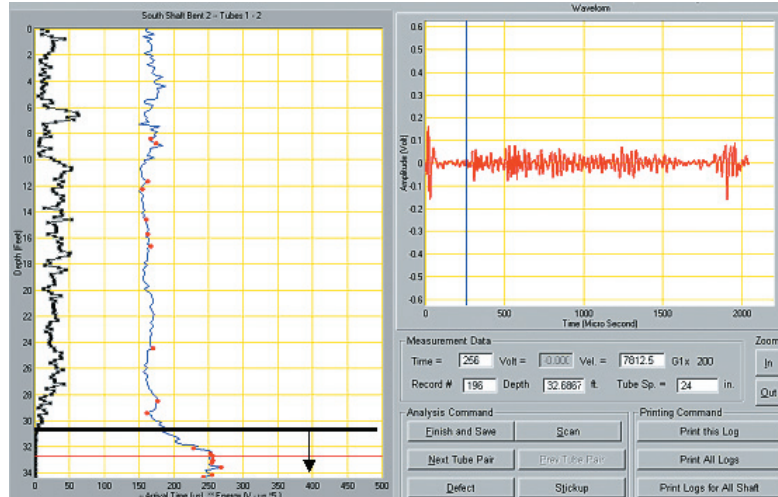 South Shaft Bent 2 -- Tubes 1 - 2
0
2
4
6
8
10
12
14
16
18
20
22
24
26
28
30
32
34
Depth (Feet)
0 50 100 150 200 250 300 350 400 450 500
Waveform
0.6
0.5
0.4
0.3
0.2
0.1
0
-0.1
-0.2
-0.3
-0.4
-0.5
-0.6
Amplitude (Volt)
0 500 1000 1500 2000
Time (Micro Second)
Measurement Data
Time = 256 Volt = -0.000 Vel. = 7812.5 G1x 200
Record # 196 Depth 32.6867 ft. Tube Sp. = 24 in.
Zoom
In
Out
Analysis Command
Finish and Save Scan
Next Tube Pair Prev Tube Pair
Defect Stickup
Printing Command
Print this Log
Print All Logs
Print Logs for All Shaft